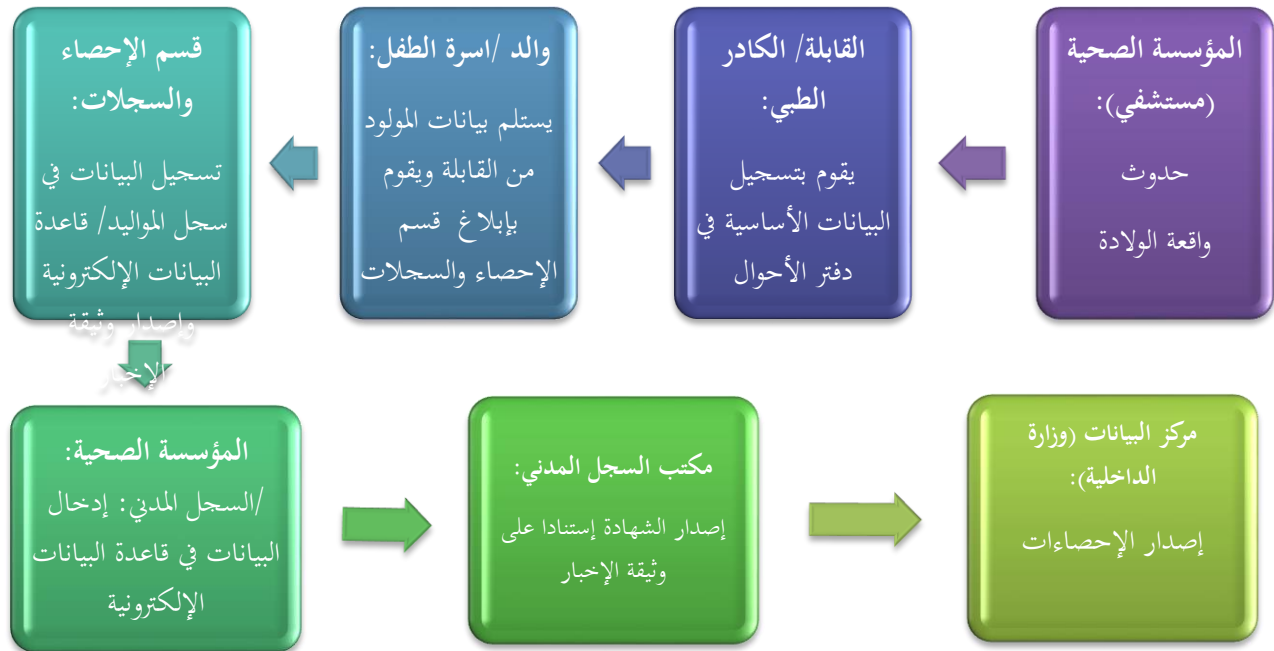 المؤسسة الصحية
(مستشفي):
حدوث
واقعة الولادة
القابلة/ الكادر
الطبي:
يقوم بتسجيل
البيانات الأساسية في
دفتر الأحوال
والد /اسرة الطفل:
يستلم بيانات المولود
من القابلة ويقوم
بإبلاغ قسم
الإحصاء والسجلات
قسم الإحصاء
والسجلات:
تسجيل البيانات في
سجل المواليد/ قاعدة
البيانات الإلكترونية
وإصدار وثيقة
الإخبار
المؤسسة الصحية:
/السجل المدني: إدخال
البيانات في قاعدة البيانات
الإلكترونية
مكتب السجل المدني:
إصدار الشهادة إستنادا على
وثيقة الإخبار
مركز البيانات (وزارة
الداخلية):
إصدار الإحصاءات